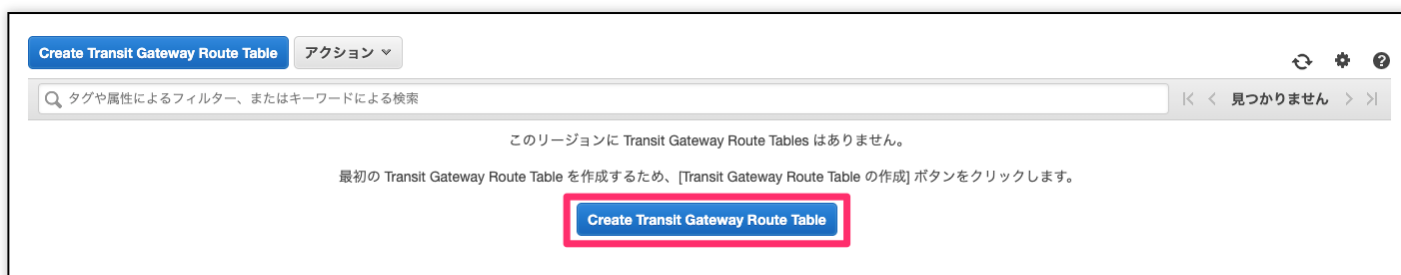 Create Transit Gateway Route Table アクション
タグや属性によるフィルター、またはキーワードによる検索 見つかりません
このリージョンに Transit Gateway Route Tables はありません。
最初の Transit Gateway Route Table を作成するため、[Transit Gateway Route Table の作成] ボタンをクリックします。
Create Transit Gateway Route Table